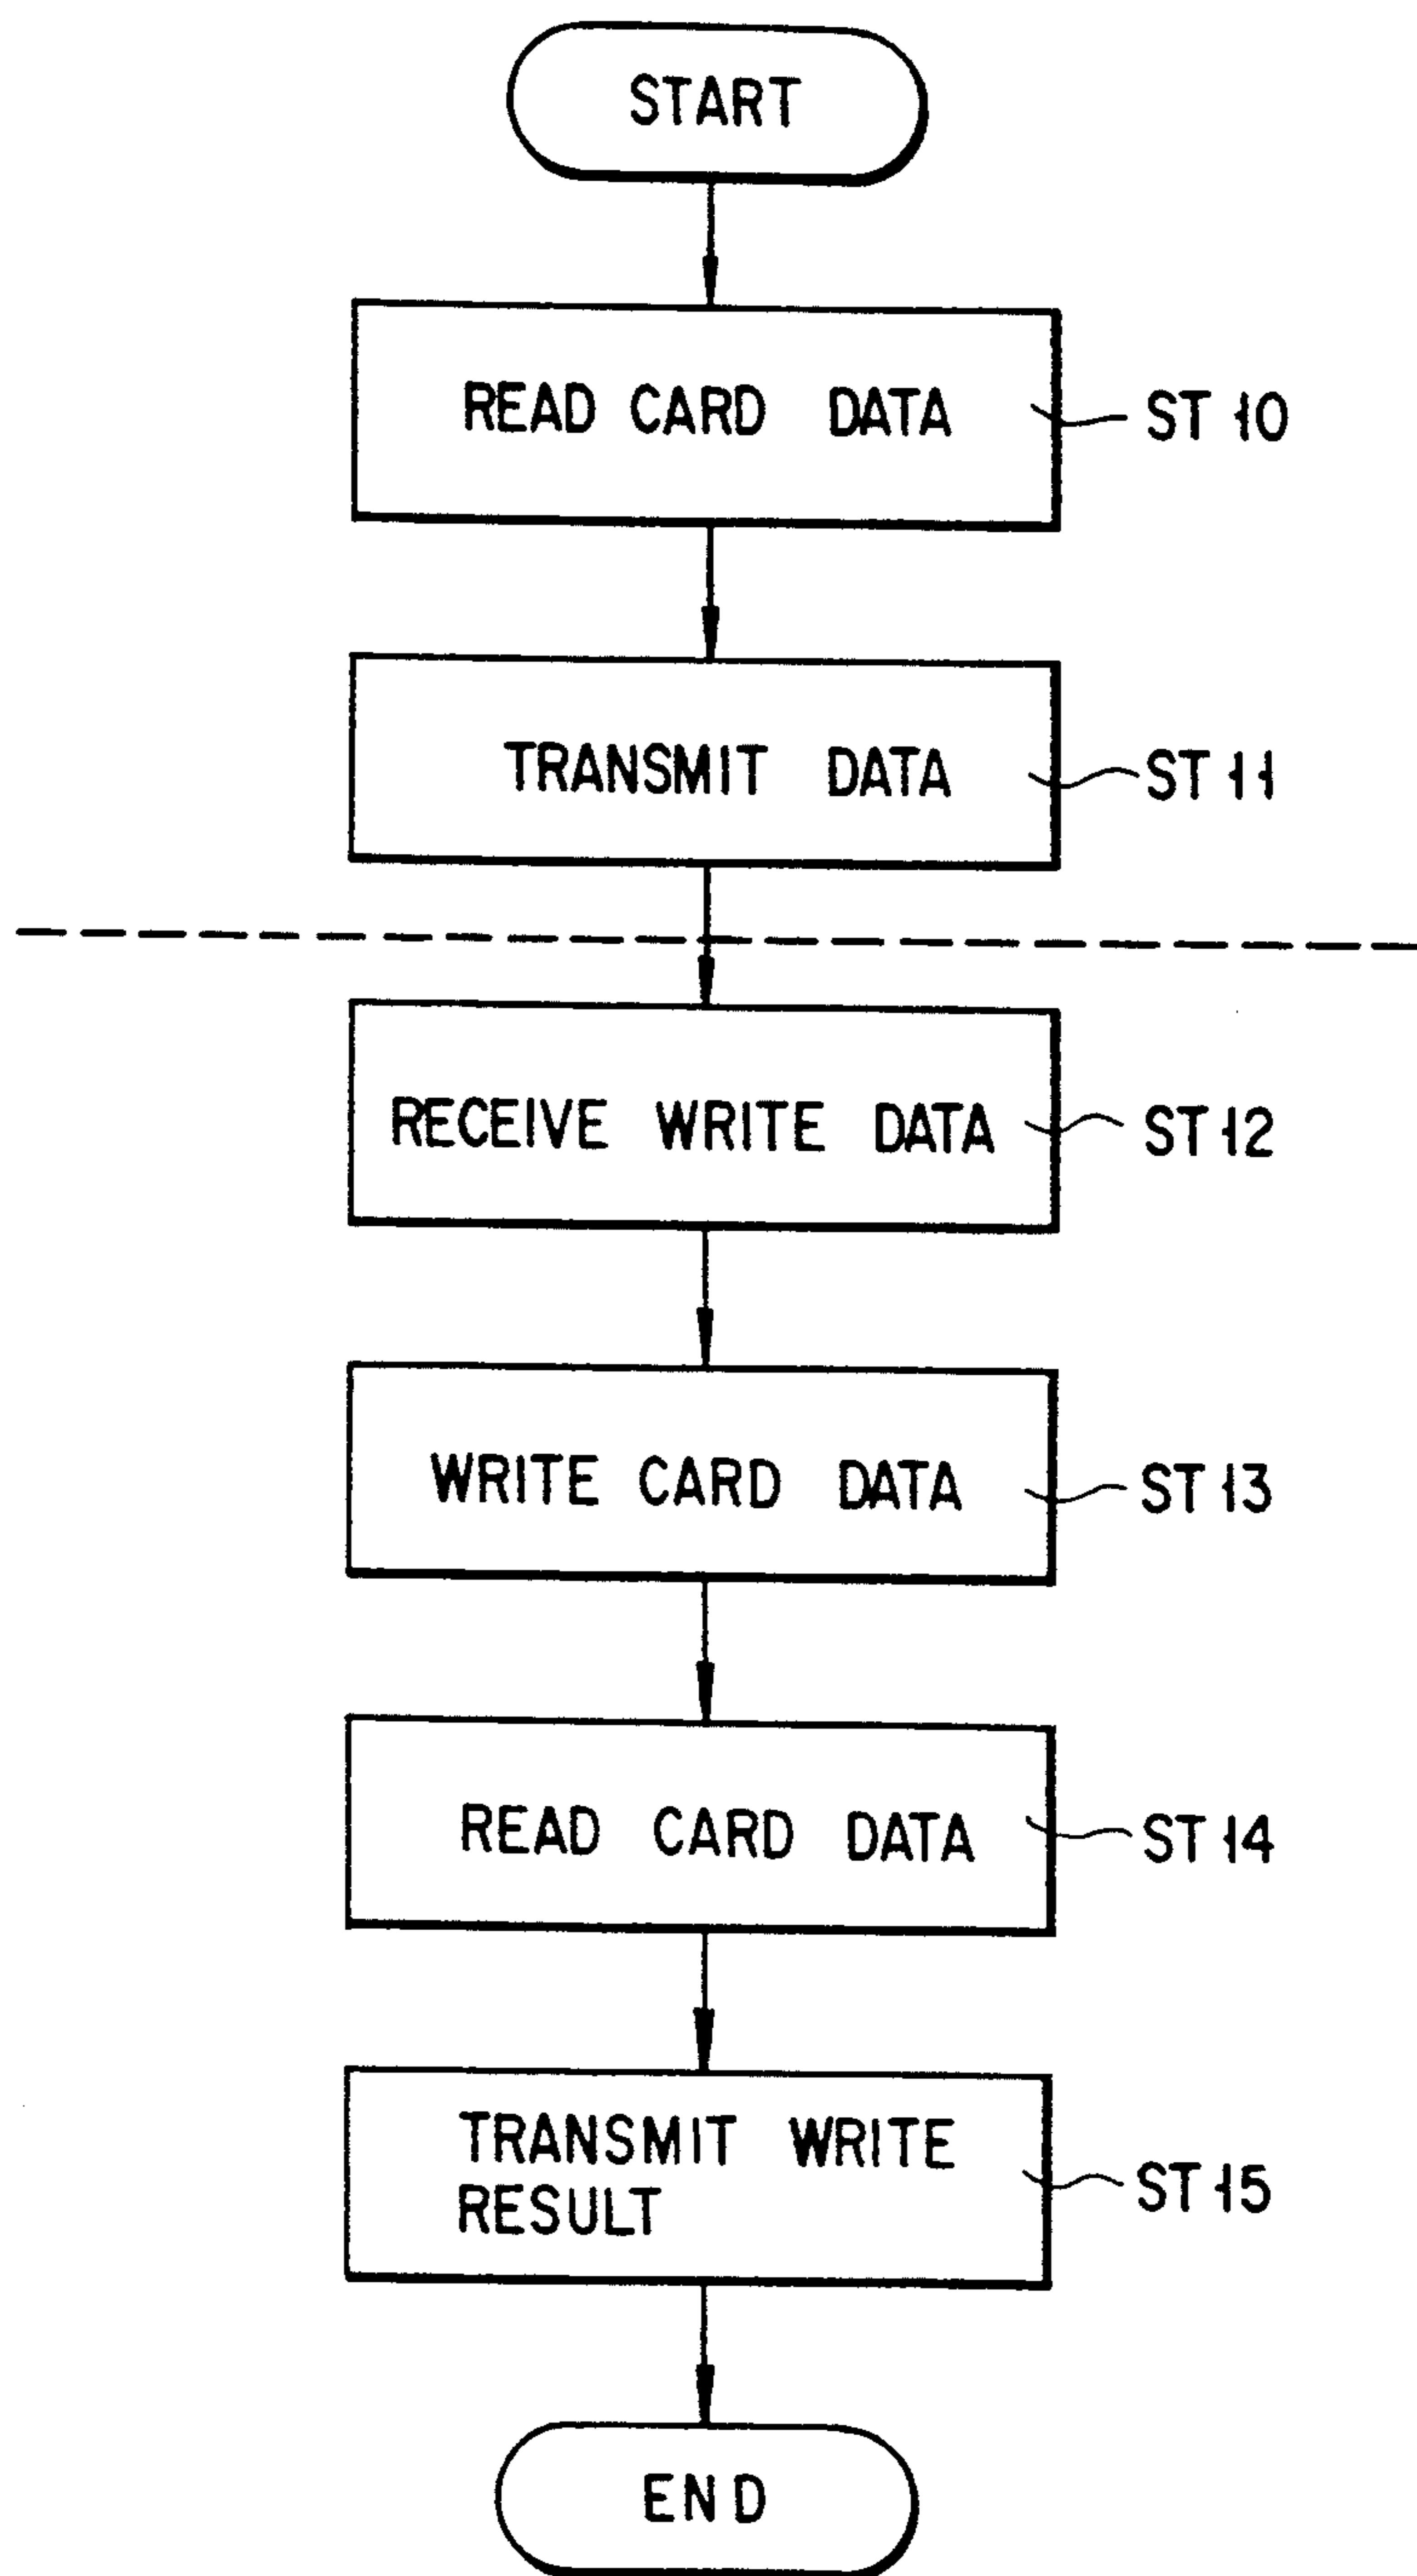 START
READ CARD DATA
ST 10
TRANSMIT DATA
ST 11
RECEIVE WRITE DATA
ST 12
WRITE CARD DATA
ST 13
READ CARD DATA
ST 14
TRANSMIT WRITE
RESULT
ST 15
END